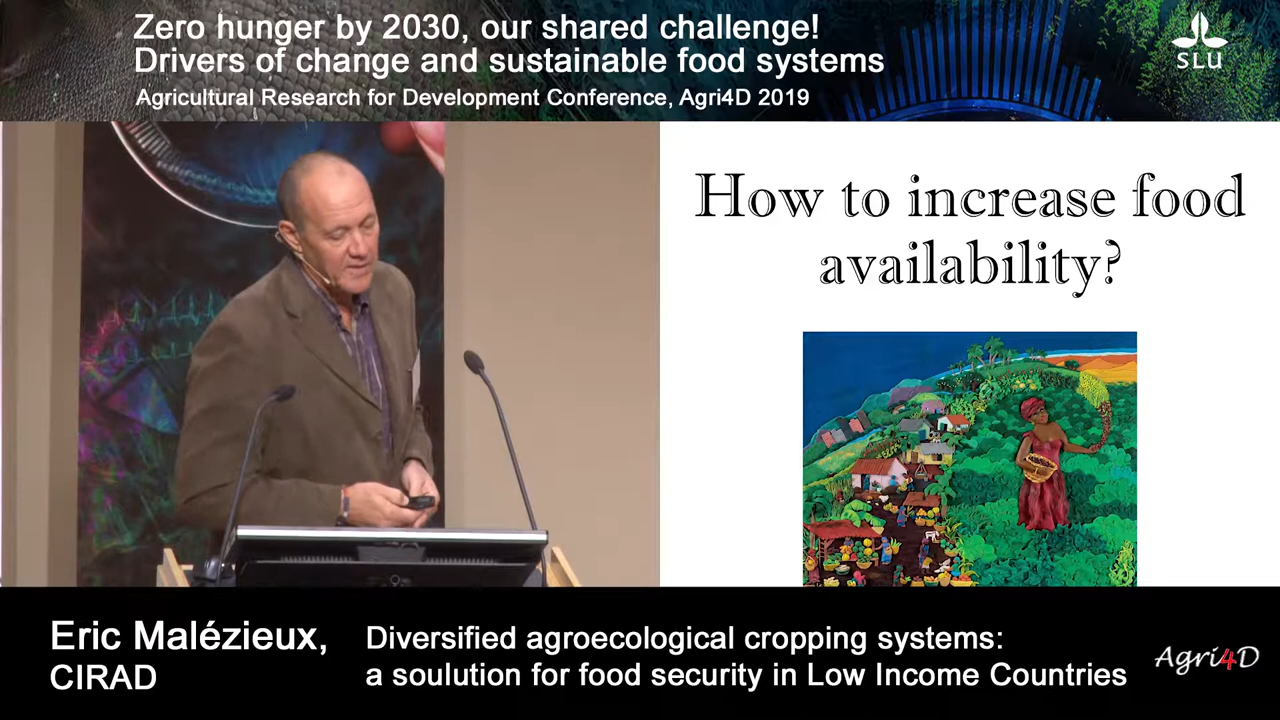 Zero hunger by 2030, our shared challenge!
Drivers of change and sustainable food systems
Agricultural Research for Development Conference, Agri4D 2019
SLU
How to increase food
availability?
Eric Malézieux,
CIRAD
Diversified agroecological cropping systems:
a soulution for food security in Low Income Countries
Agri4D